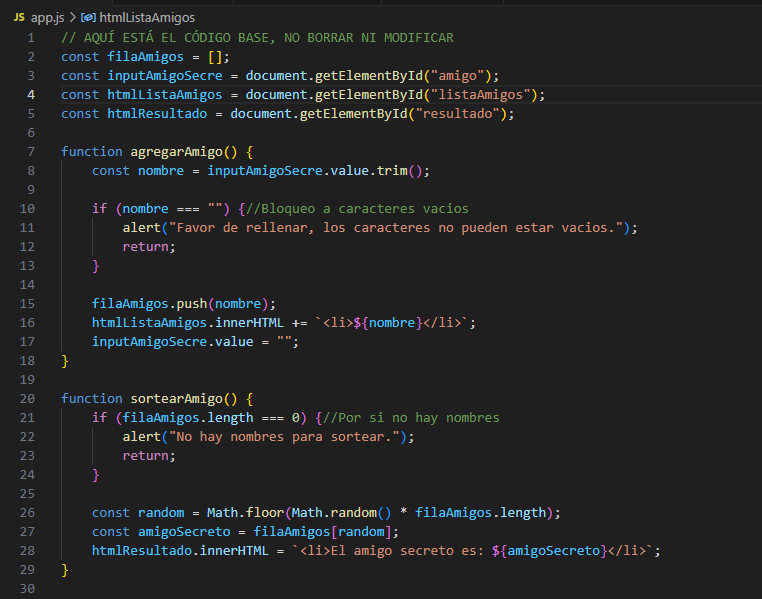 JS app.js > htmlListaAmigos
1 // AQUÍ ESTÁ EL CÓDIGO BASE, NO BORRAR NI MODIFICAR
2 const filaAmigos = [];
3 const inputAmigoSecre = document.getElementById("amigo");
4 const htmlListaAmigos = document.getElementById("listaAmigos");
5 const htmlResultado = document.getElementById("resultado");
6
7 function agregarAmigo() {
8     const nombre = inputAmigoSecre.value.trim();
9
10     if (nombre === "") {//Bloqueo a caracteres vacios
11         alert("Favor de rellenar, los caracteres no pueden estar vacios.");
12         return;
13     }
14
15     filaAmigos.push(nombre);
16     htmlListaAmigos.innerHTML += `<li>${nombre}</li>`;
17     inputAmigoSecre.value = "";
18 }
19
20 function sortearAmigo() {
21     if (filaAmigos.length === 0) {//Por si no hay nombres
22         alert("No hay nombres para sortear.");
23         return;
24     }
25
26     const random = Math.floor(Math.random() * filaAmigos.length);
27     const amigoSecreto = filaAmigos[random];
28     htmlResultado.innerHTML = `<li>El amigo secreto es: ${amigoSecreto}</li>`;
29 }
30